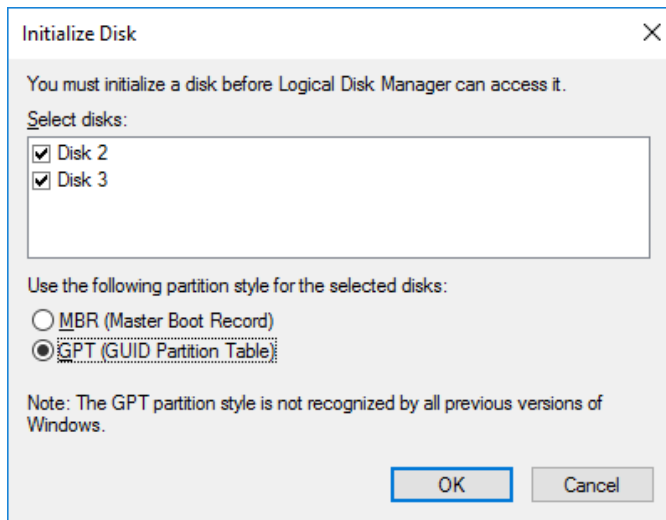 Initialize Disk
You must initialize a disk before Logical Disk Manager can access it.
Select disks:
Disk 2
Disk 3
Use the following partition style for the selected disks:
MBR (Master Boot Record)
GPT (GUID Partition Table)
Note: The GPT partition style is not recognized by all previous versions of
Windows.
OK Cancel